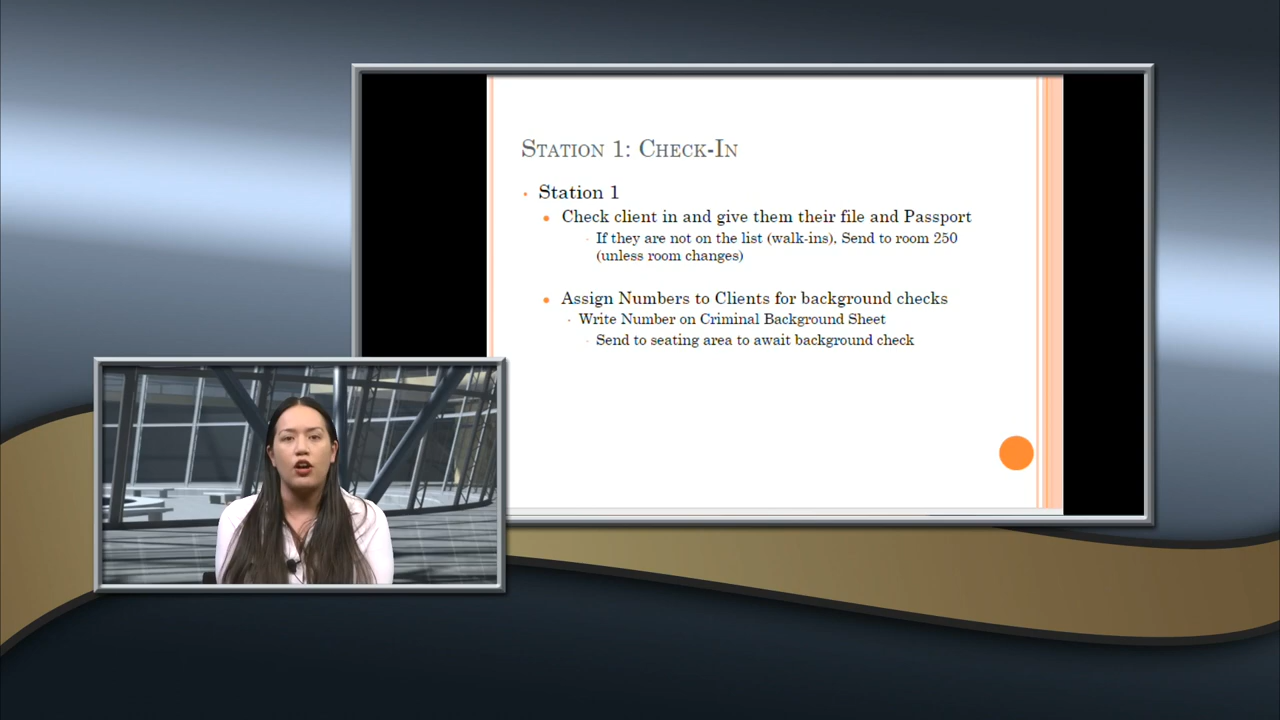 Station 1: Check-In
Station 1
Check client in and give them their file and Passport
If they are not on the list (walk-ins), Send to room 250
(unless room changes)
Assign Numbers to Clients for background checks
Write Number on Criminal Background Sheet
Send to seating area to await background check